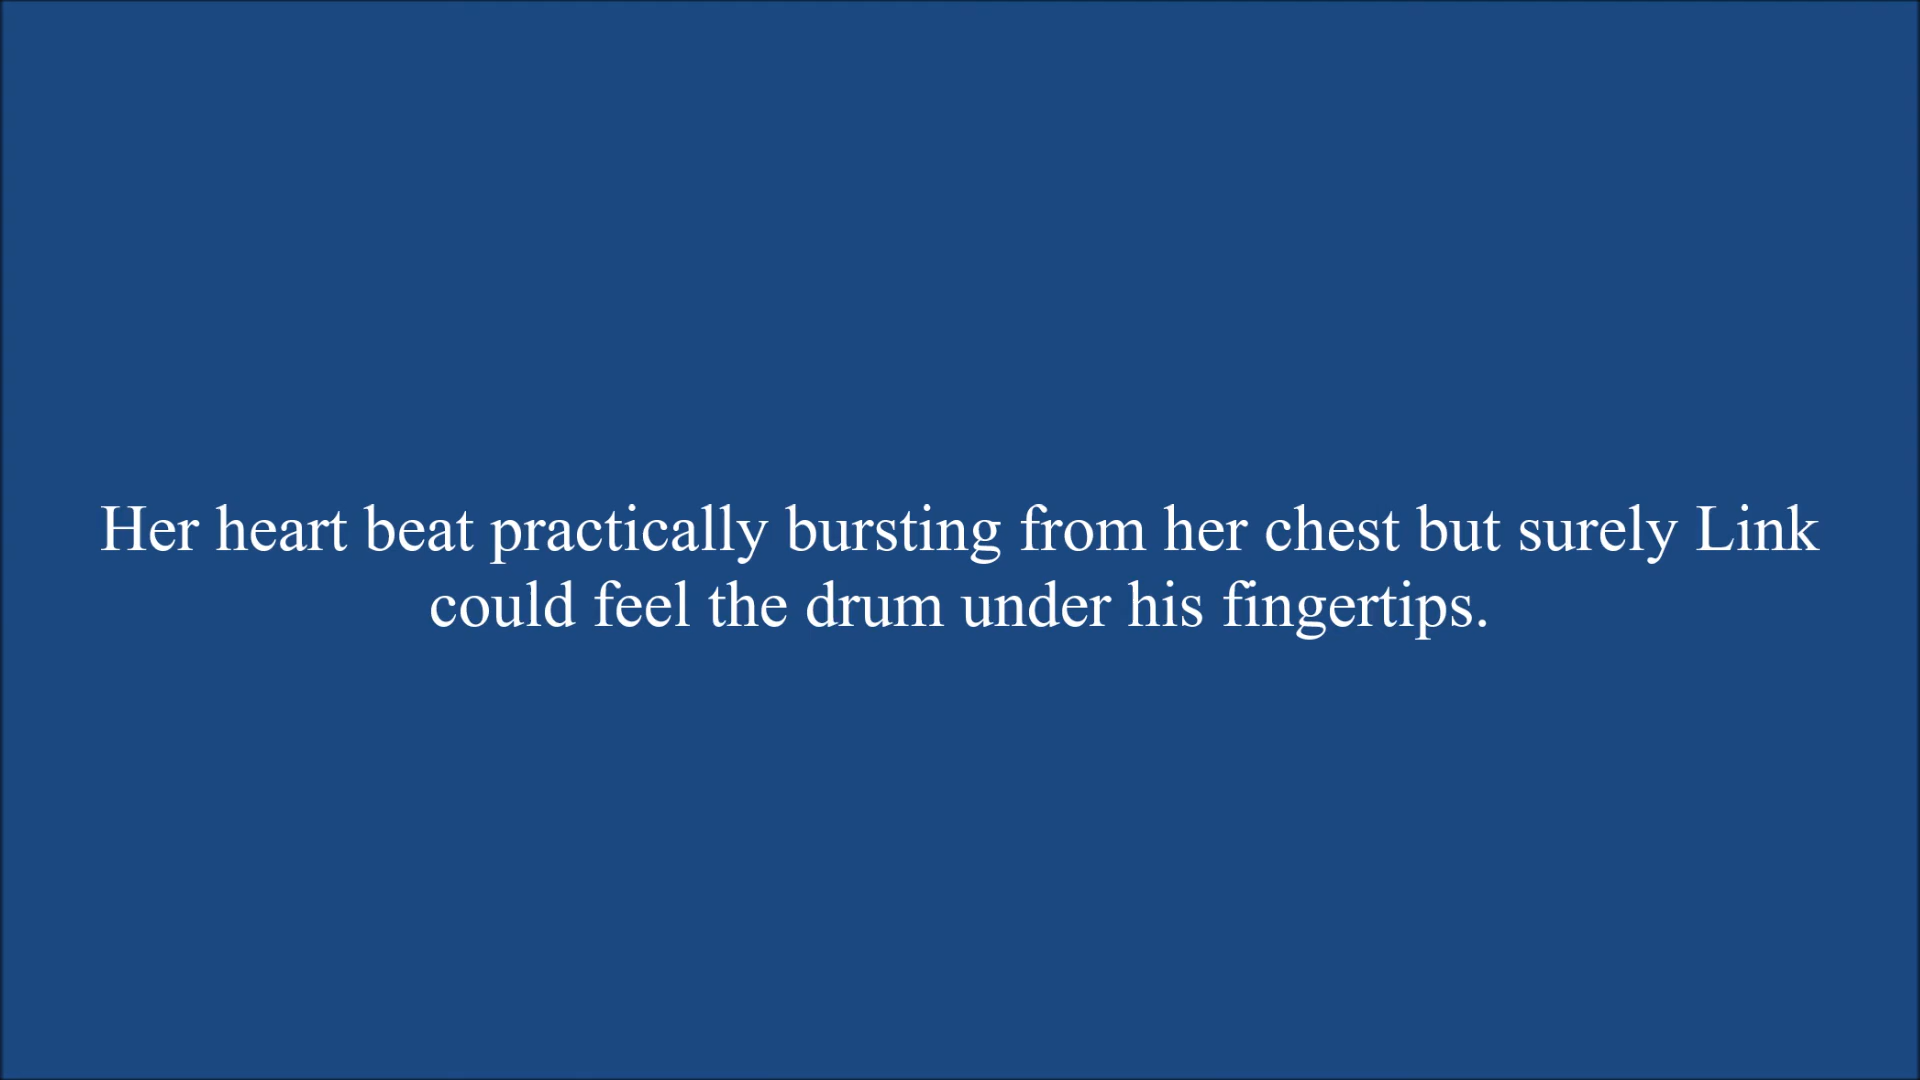 Her heart beat practically bursting from her chest but surely Link
could feel the drum under his fingertips.